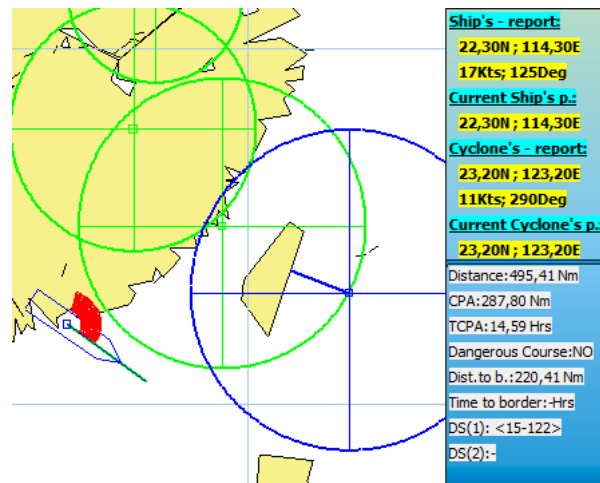 Ship's - report:
22,30N ; 114,30E
17Kts; 125Deg
Current Ship's p.:
22,30N ; 114,30E
Cyclone's - report:
23,20N ; 123,20E
11Kts; 290Deg
Current Cyclone's p.:
23,20N ; 123,20E
Distance:495,41 Nm
CPA:287,80 Nm
TCPA:14,59 Hrs
Dangerous Course:NO
Dist.to b.:220,41 Nm
Time to border:-Hrs
DS(1): <15-122>
DS(2):-